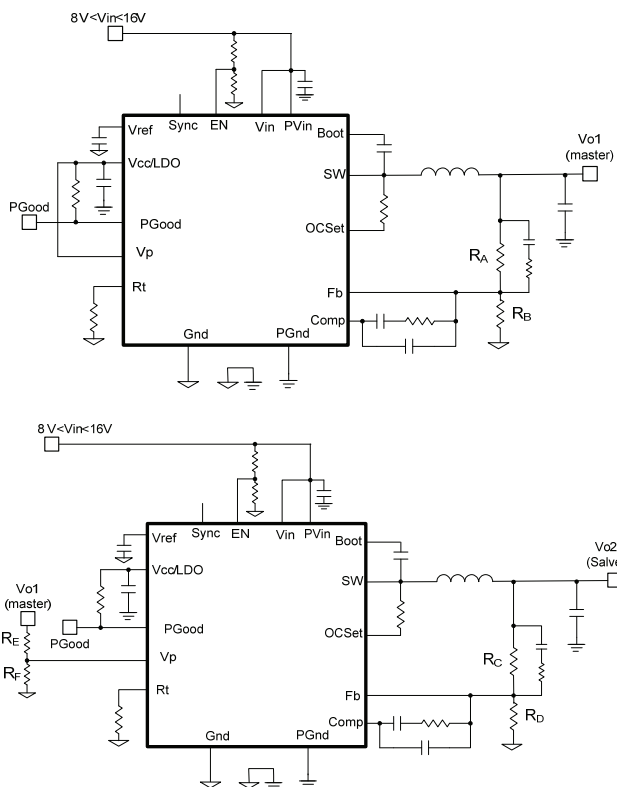 8V<Vin<16V
Vref
Sync
EN
Vin
PVin
Boot
Vcc/LDO
SW
Vo1
(master)
PGood
PGood
OCSet
Vp
RA
Rt
Fb
RB
Comp
Gnd
PGnd
8V<Vin<16V
Vref
Sync
EN
Vin
PVin
Boot
Vcc/LDO
SW
Vo2
(Salve
Vo1
(master)
PGood
PGood
OCSet
RE
Vp
RC
RF
Rt
Fb
RD
Comp
Gnd
PGnd